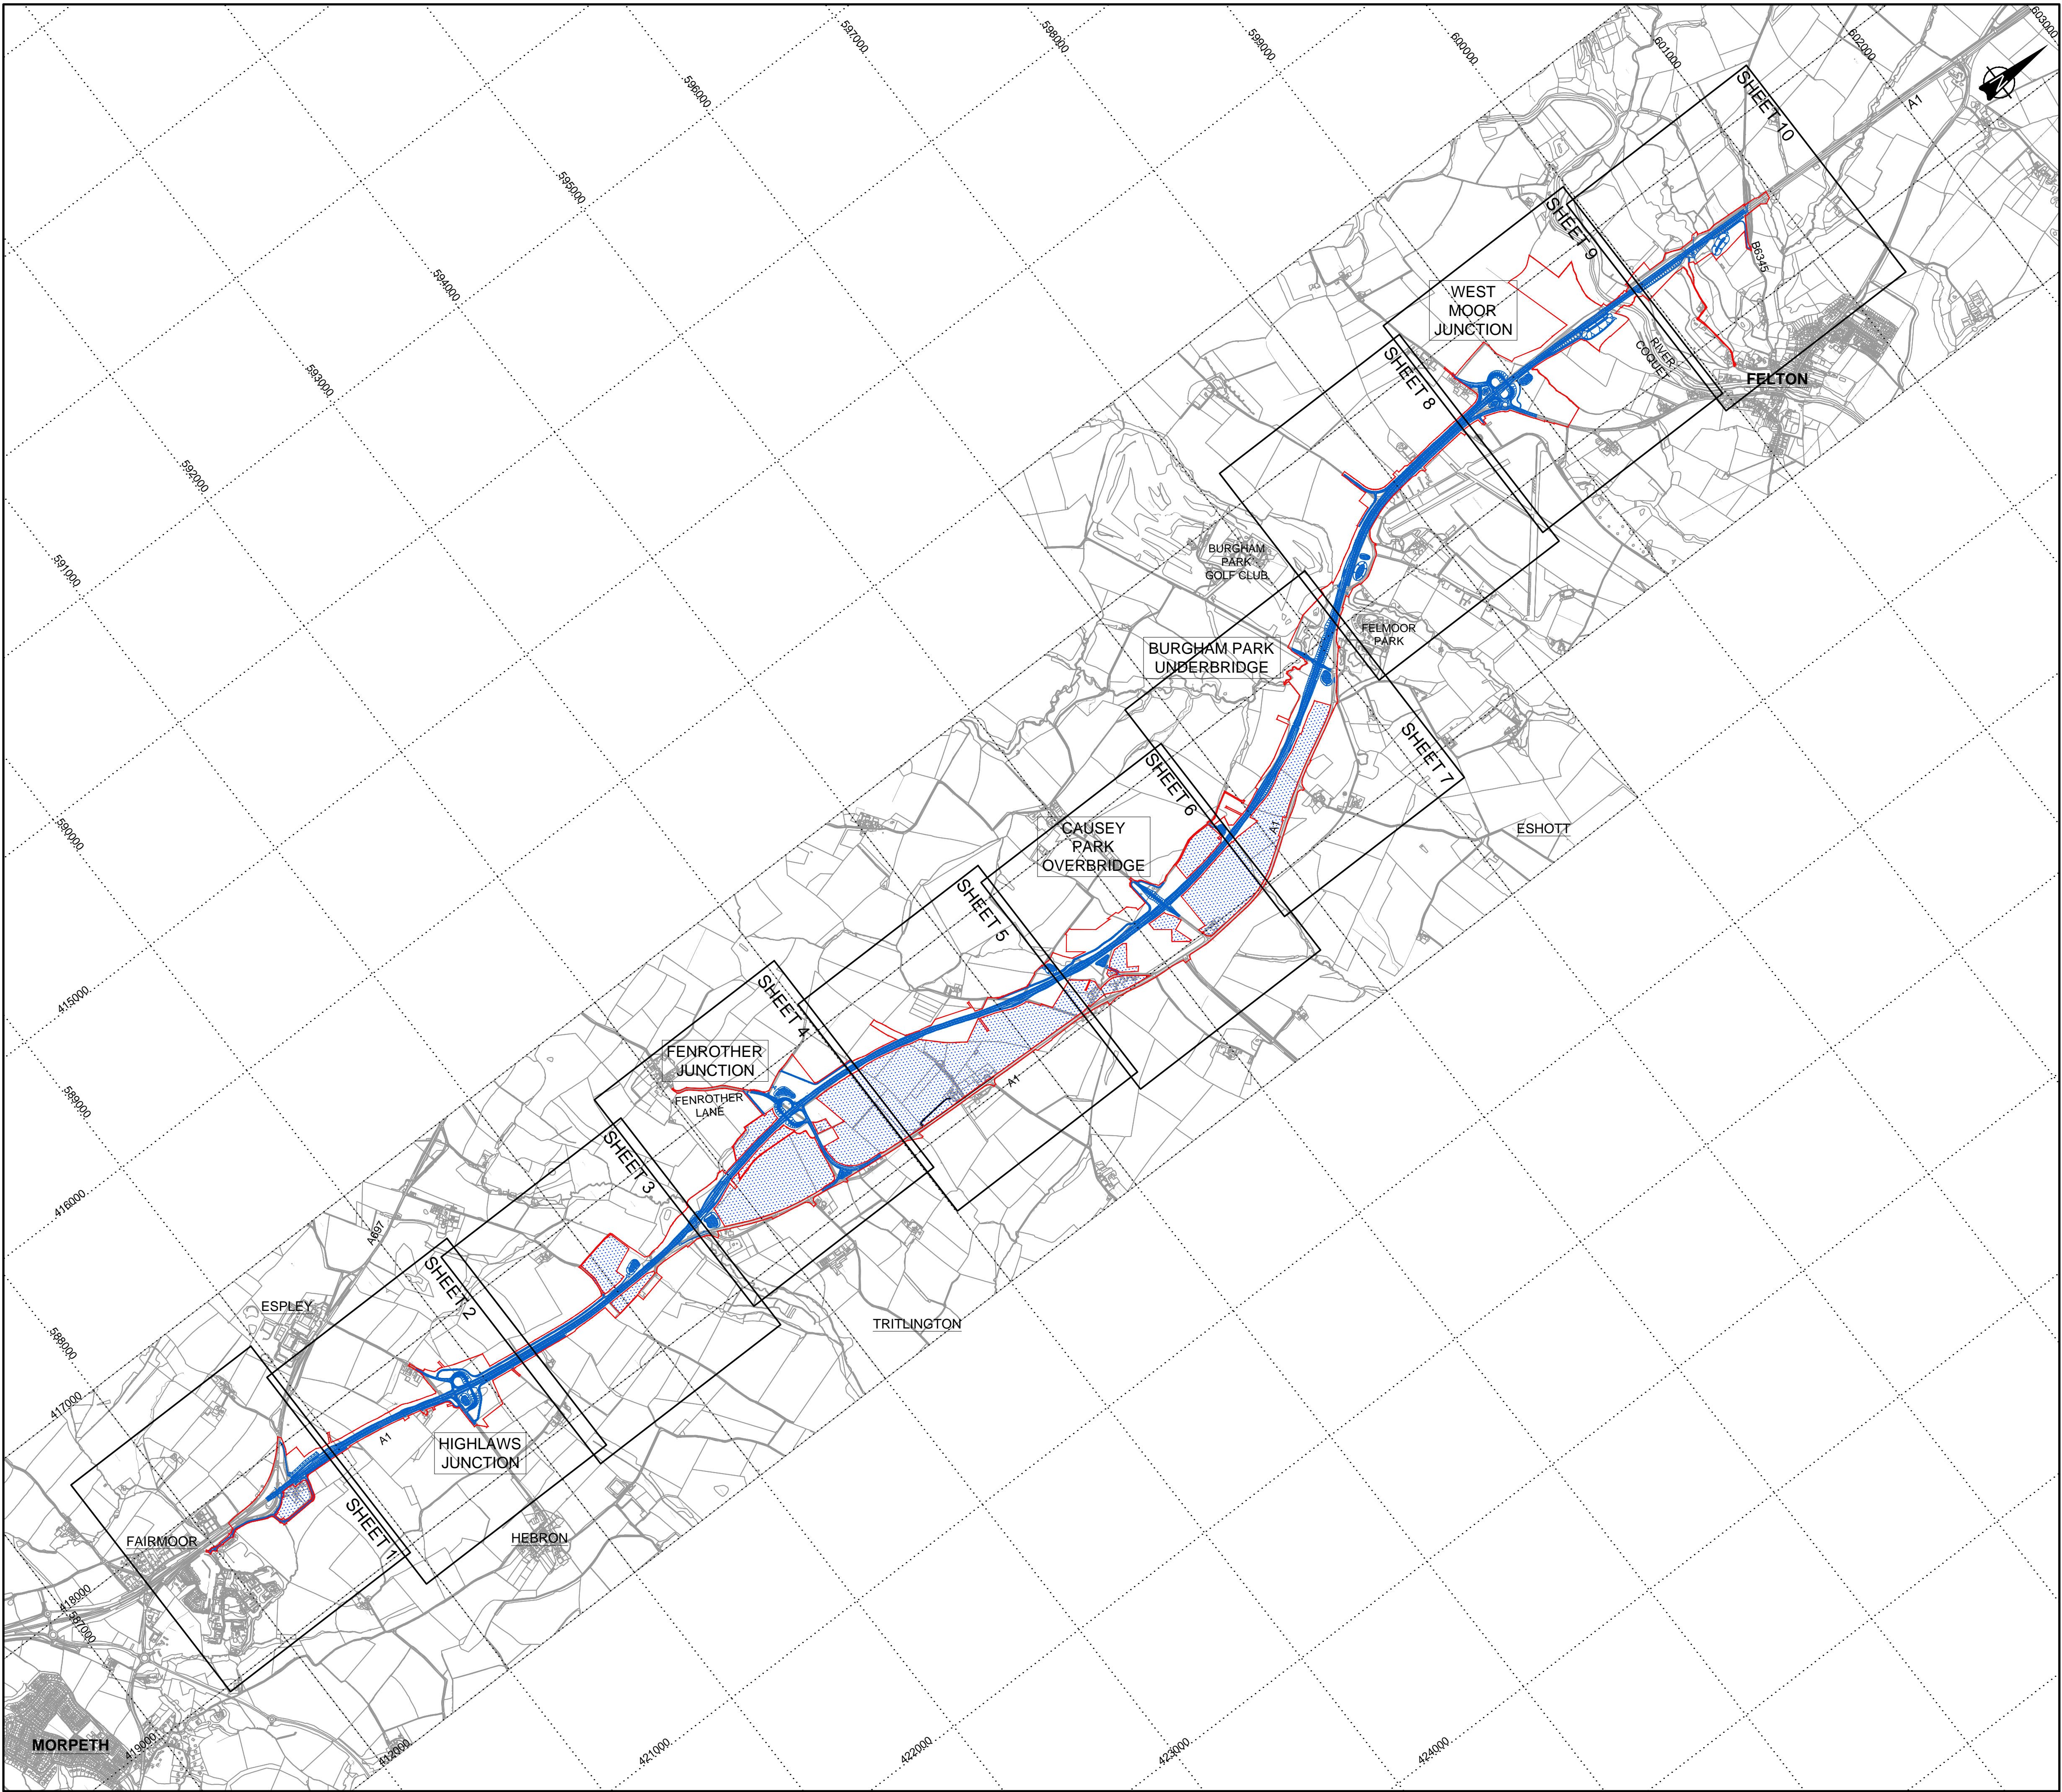 597000
598000
599000
600000
601000
602000
603000
596000
595000
594000
593000
592000
591000
590000
415000
589000
416000
588000
417000
418000
587000
419000
412000
421000
422000
423000
424000
SHEET 10
A1
SHEET 9
B6345
WEST
MOOR
JUNCTION
RIVER
COQUET
FELTON
SHEET 8
BURGHAM
PARK
GOLF CLUB
FELMOOR
PARK
BURGHAM PARK
UNDERBRIDGE
SHEET 7
SHEET 6
A1
ESHOTT
CAUSEY
PARK
OVERBRIDGE
SHEET 5
SHEET 4
FENROTHER
JUNCTION
FENROTHER
LANE
A1
SHEET 3
A697
SHEET 2
ESPLEY
TRITLINGTON
A1
HIGHLAWS
JUNCTION
SHEET 1
FAIRMOOR
HEBRON
MORPETH